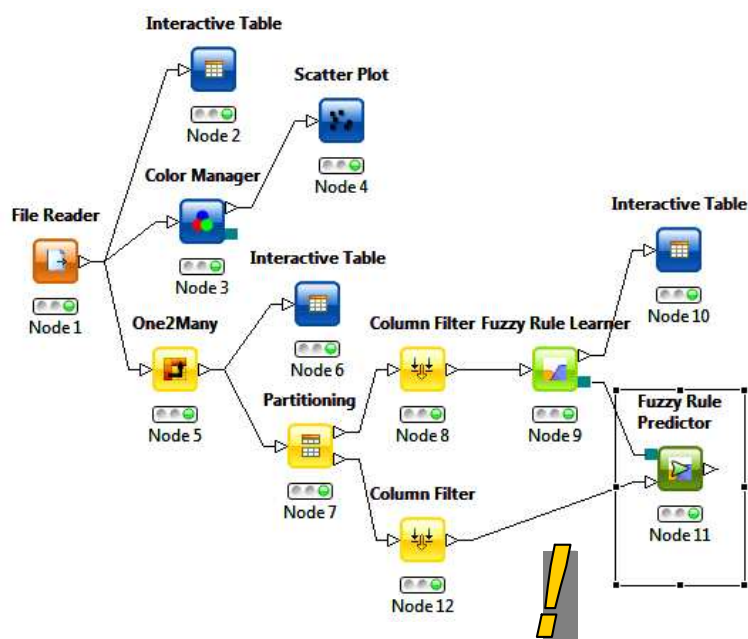 Interactive Table
Node 2
Scatter Plot
Node 4
Color Manager
Node 3
File Reader
Node 1
Interactive Table
Node 6
One2Many
Node 5
Partitioning
Node 7
Column Filter
Node 8
Fuzzy Rule Learner
Node 9
Interactive Table
Node 10
Fuzzy Rule
Predictor
Node 11
Column Filter
Node 12
!